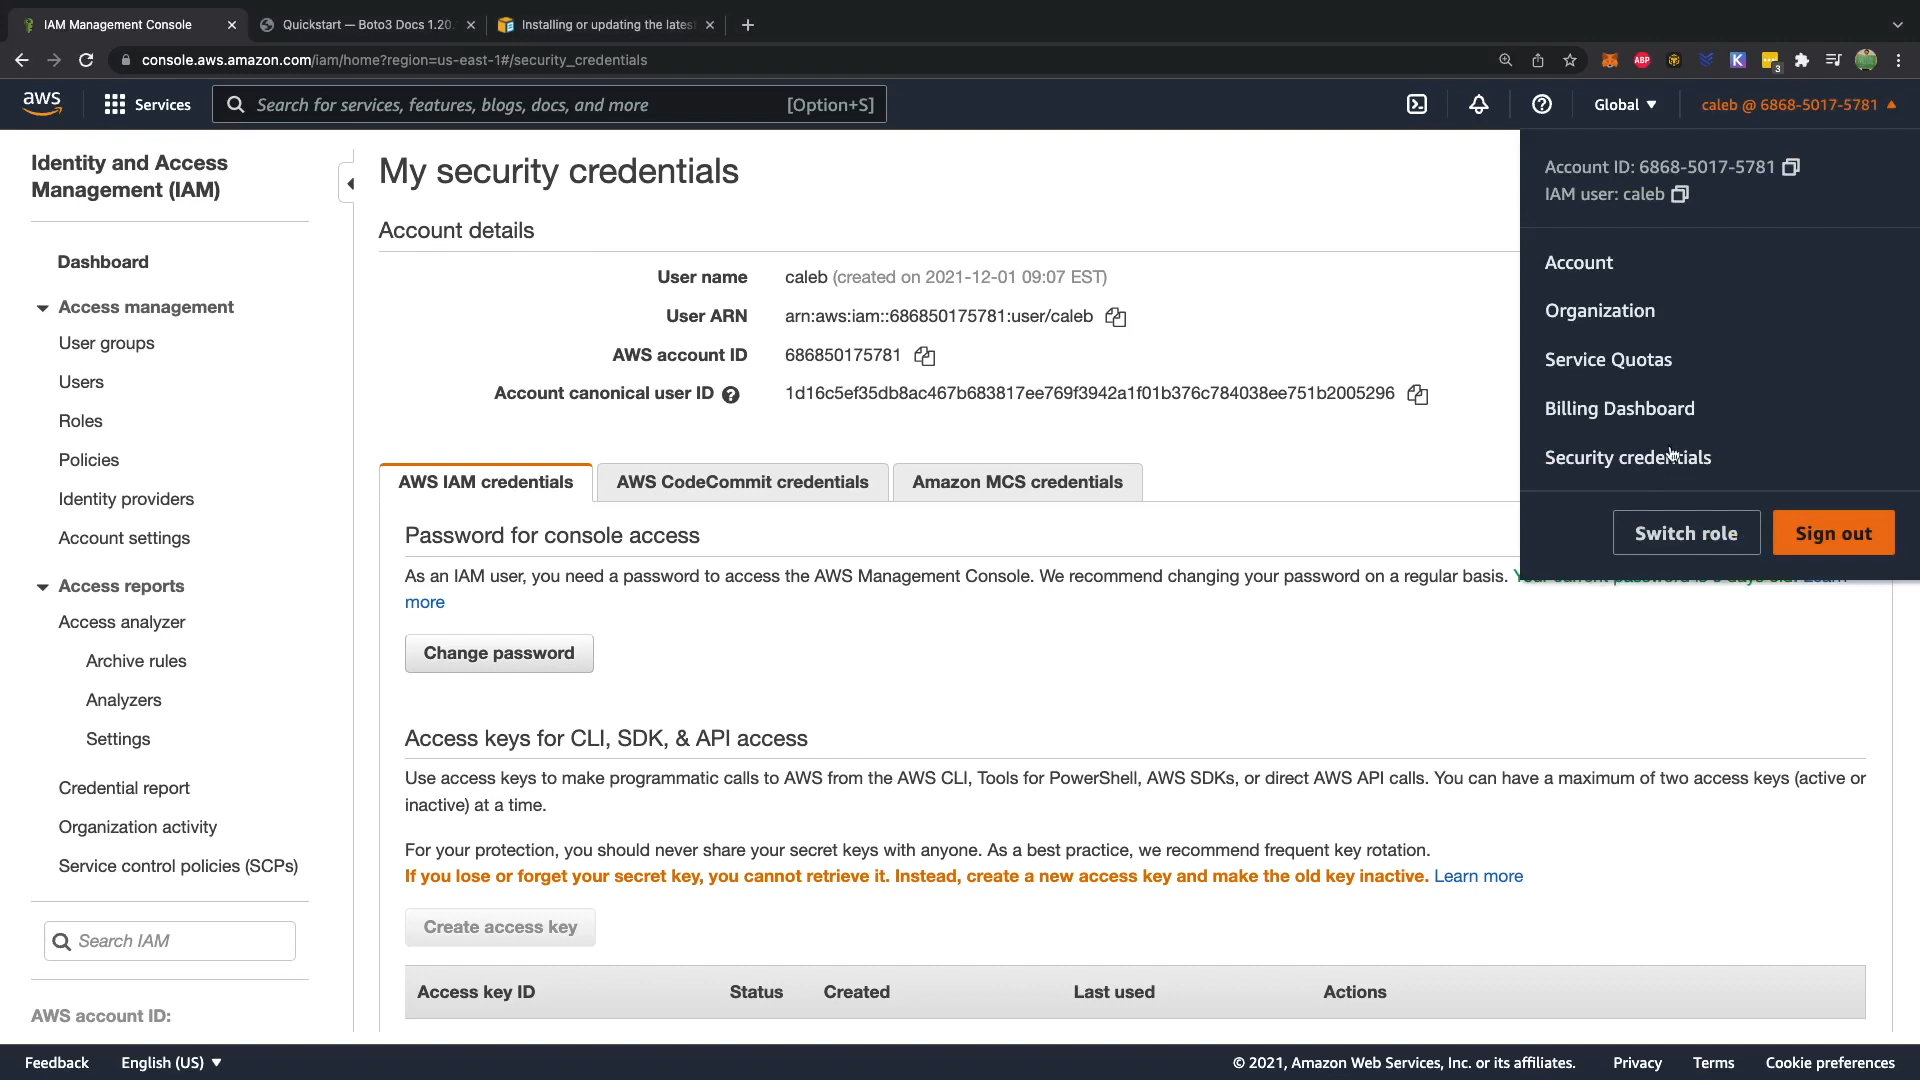 IAM Management Console
Quickstart — Boto3 Docs 1.20.
Installing or updating the lates
console.aws.amazon.com/iam/home?region=us-east-1#/security_credentials
ABP
K
3
aws
Services
Search for services, features, blogs, docs, and more
[Option+S]
Global
caleb @ 6868-5017-5781
Identity and Access
Management (IAM)
Dashboard
Access management
User groups
Users
Roles
Policies
Identity providers
Account settings
Access reports
Access analyzer
Archive rules
Analyzers
Settings
Credential report
Organization activity
Service control policies (SCPs)
Search IAM
AWS account ID:
My security credentials
Account details
User name caleb (created on 2021-12-01 09:07 EST)
User ARN arn:aws:iam::686850175781:user/caleb
AWS account ID 686850175781
Account canonical user ID 1d16c5ef35db8ac467b683817ee769f3942a1f01b376c784038ee751b2005296
AWS IAM credentials
AWS CodeCommit credentials
Amazon MCS credentials
Password for console access
As an IAM user, you need a password to access the AWS Management Console. We recommend changing your password on a regular basis.
more
Change password
Access keys for CLI, SDK, & API access
Use access keys to make programmatic calls to AWS from the AWS CLI, Tools for PowerShell, AWS SDKs, or direct AWS API calls. You can have a maximum of two access keys (active or
inactive) at a time.
For your protection, you should never share your secret keys with anyone. As a best practice, we recommend frequent key rotation.
If you lose or forget your secret key, you cannot retrieve it. Instead, create a new access key and make the old key inactive. Learn more
Create access key
Access key ID Status Created Last used Actions
Account ID: 6868-5017-5781
IAM user: caleb
Account
Organization
Service Quotas
Billing Dashboard
Security credentials
Switch role
Sign out
Feedback
English (US)
© 2021, Amazon Web Services, Inc. or its affiliates.
Privacy
Terms
Cookie preferences